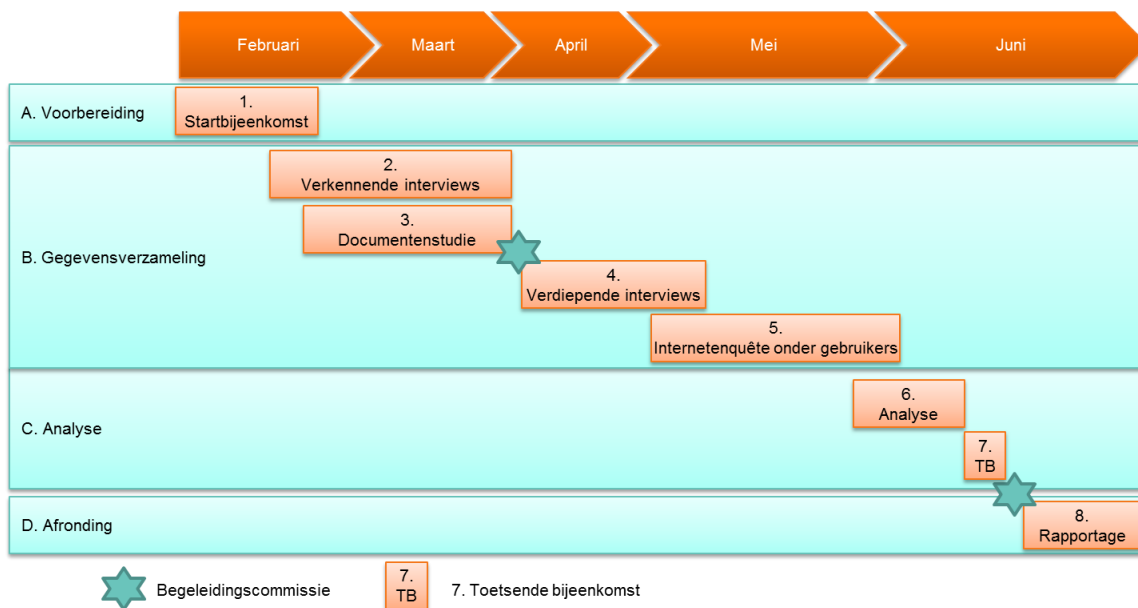 Februari
Maart
April
Mei
Juni
A. Voorbereiding
1.
Startbijeenkomst
B. Gegevensverzameling
2.
Verkennende interviews
3.
Documentenstudie
4.
Verdiepende interviews
5.
Internetenquête onder gebruikers
C. Analyse
6.
Analyse
7.
TB
D. Afronding
8.
Rapportage
Begeleidingscommissie
7.
TB
7. Toetsende bijeenkomst